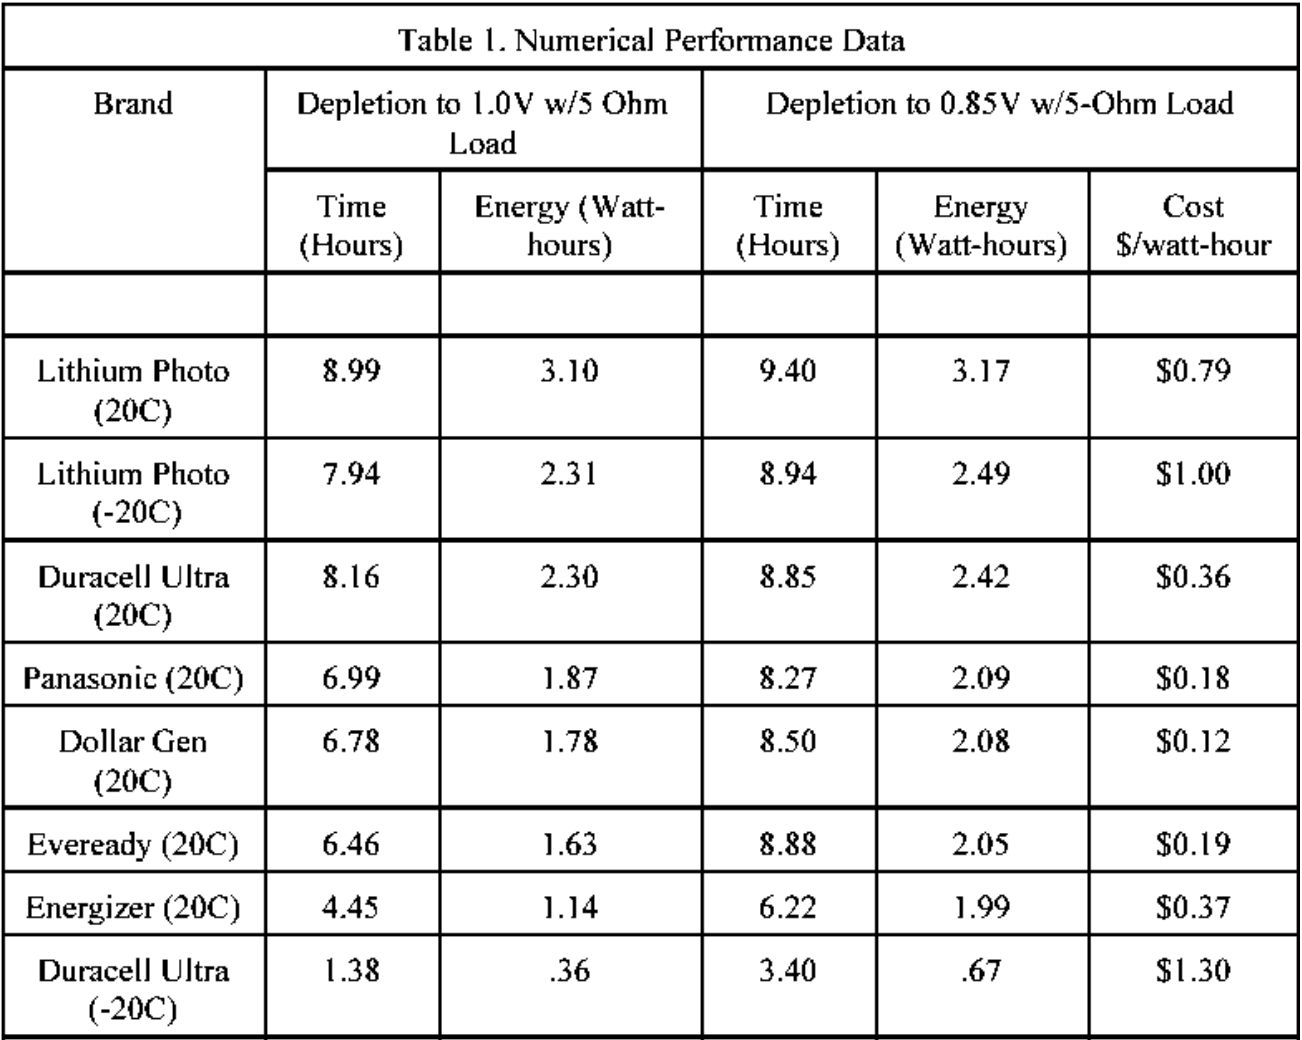 Table 1. Numerical Performance Data
Brand
Depletion to 1.0V w/5 Ohm
Load
Depletion to 0.85V w/5-Ohm Load
Time
(Hours)
Energy (Watt-
hours)
Time
(Hours)
Energy
(Watt-hours)
Cost
$/watt-hour
Lithium Photo
(20C)
8.99
3.10
9.40
3.17
$0.79
Lithium Photo
(-20C)
7.94
2.31
8.94
2.49
$1.00
Duracell Ultra
(20C)
8.16
2.30
8.85
2.42
$0.36
Panasonic (20C)
6.99
1.87
8.27
2.09
$0.18
Dollar Gen
(20C)
6.78
1.78
8.50
2.08
$0.12
Eveready (20C)
6.46
1.63
8.88
2.05
$0.19
Energizer (20C)
4.45
1.14
6.22
1.99
$0.37
Duracell Ultra
(-20C)
1.38
.36
3.40
.67
$1.30